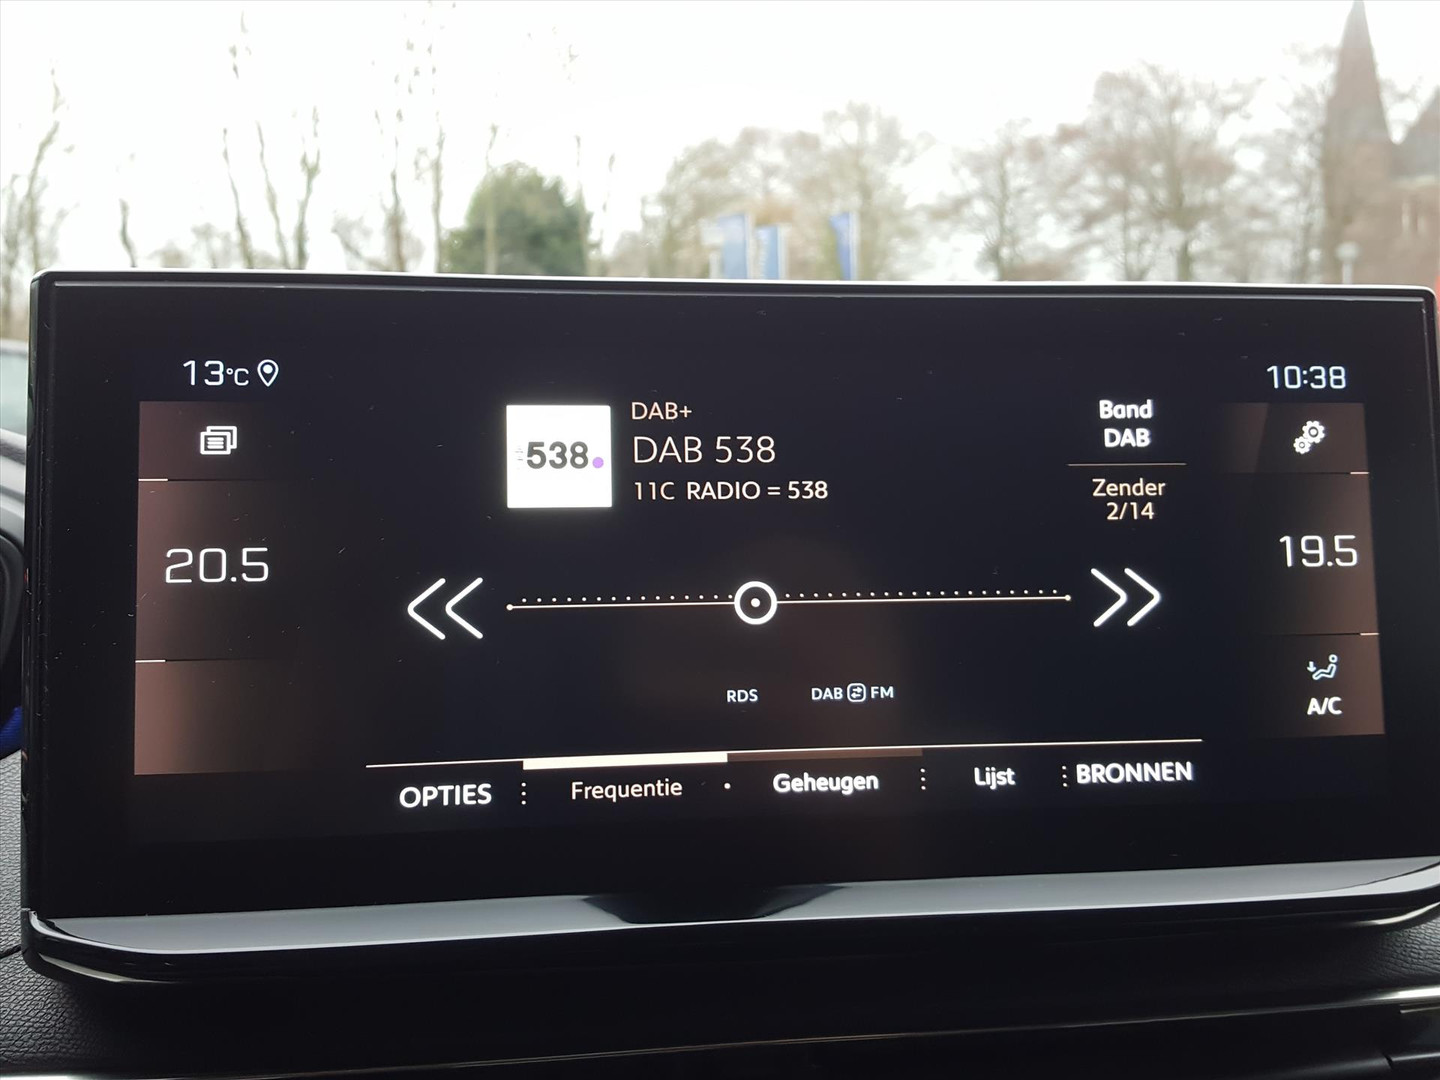 13°C
10:38
538
DAB+
DAB 538
11C RADIO = 538
Band
DAB
Zender
2/14
20.5
19.5
RDS
DAB FM
A/C
OPTIES
Frequentie
Geheugen
Lijst
BRONNEN